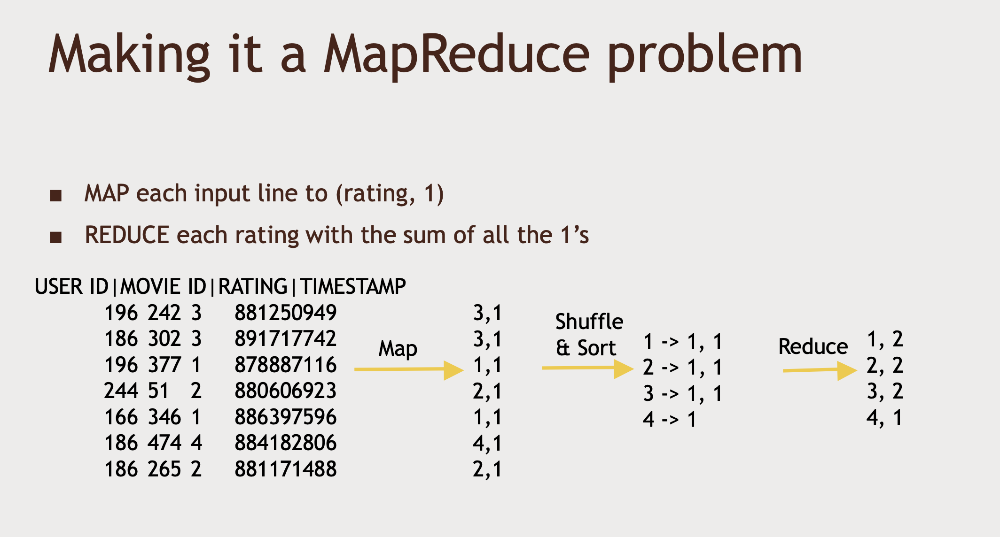 Making it a MapReduce problem
■ MAP each input line to (rating, 1)
■ REDUCE each rating with the sum of all the 1’s
USER ID|MOVIE ID|RATING|TIMESTAMP
196 242 3 881250949
186 302 3 891717742
196 377 1 878887116
244 51 2 880606923
166 346 1 886397596
186 474 4 884182806
186 265 2 881171488
Map
3,1
3,1
1,1
2,1
1,1
4,1
2,1
Shuffle
& Sort
1 -> 1, 1
2 -> 1, 1
3 -> 1, 1
4 -> 1
Reduce
1, 2
2, 2
3, 2
4, 1